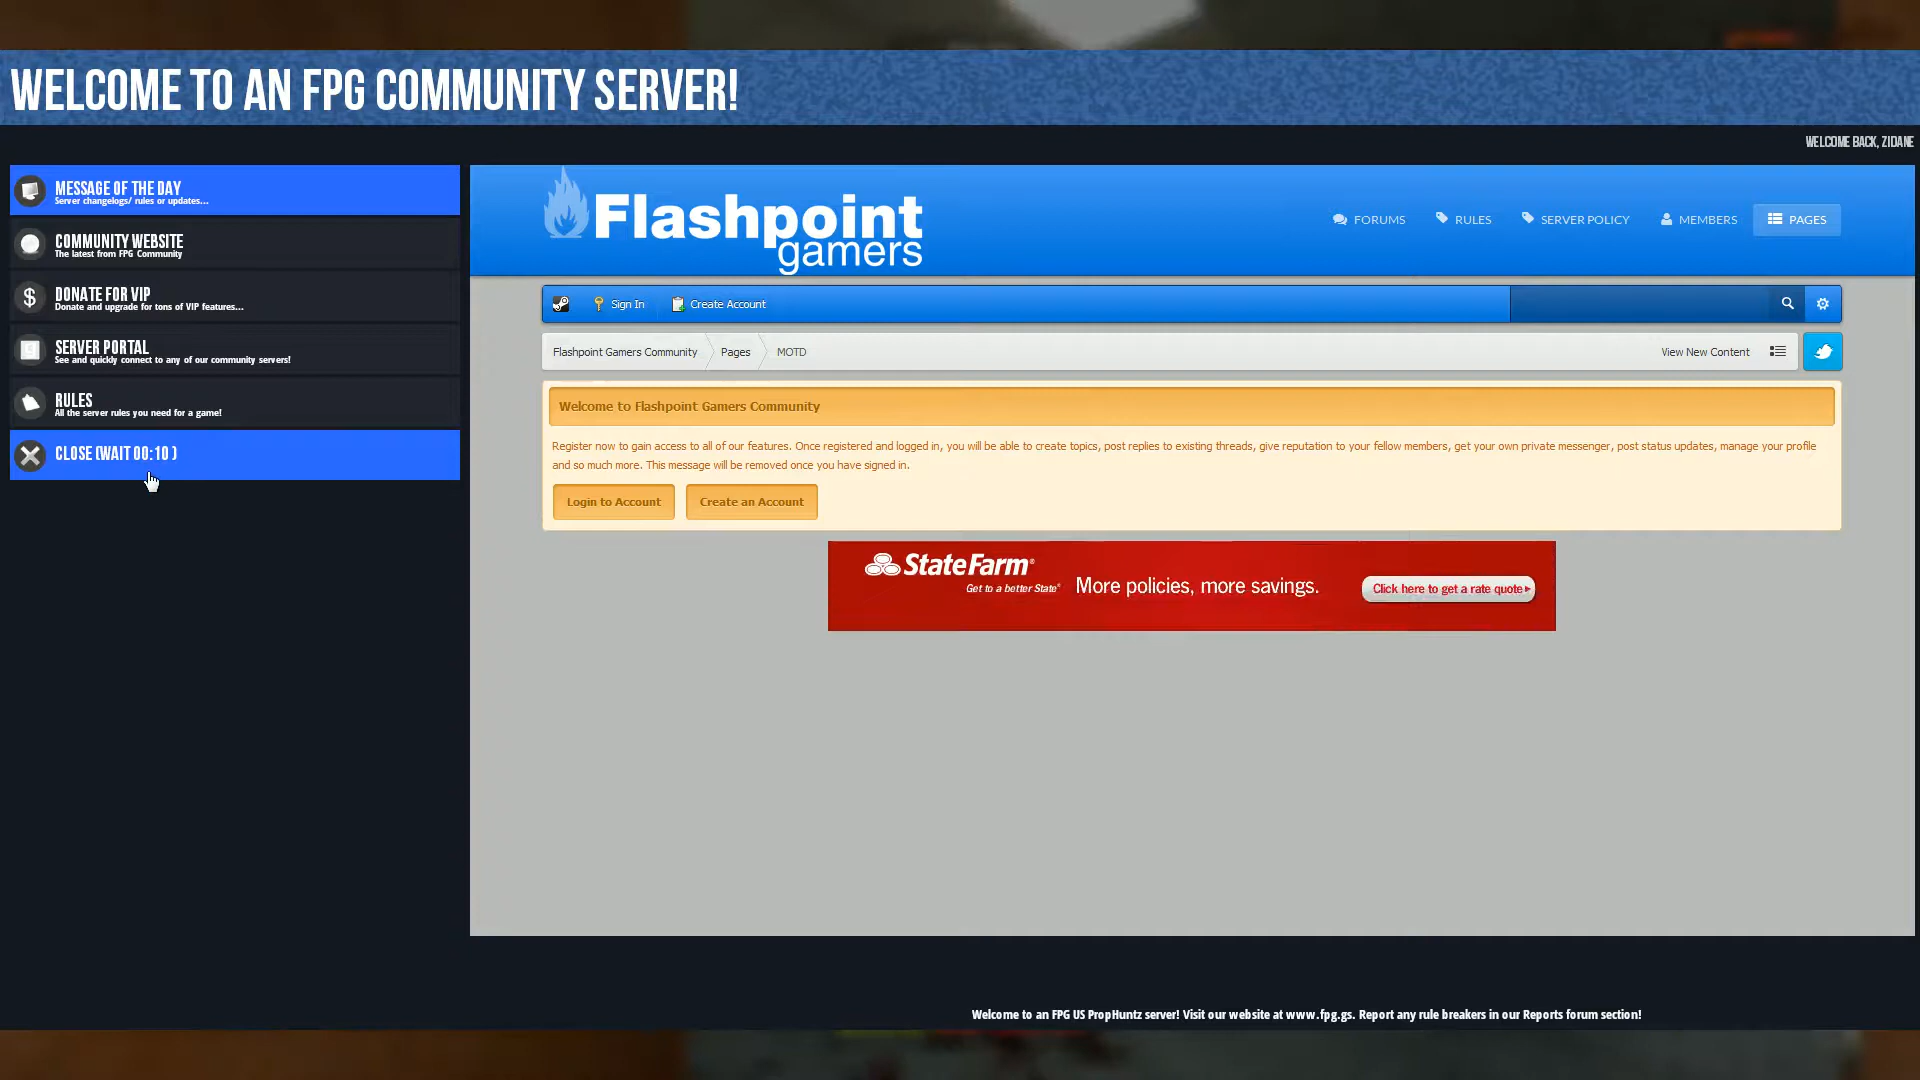 WELCOME TO AN FPG COMMUNITY SERVER!
WELCOME BACK, ZIDANE
MESSAGE OF THE DAY
Server changelogs/ rules or updates...
COMMUNITY WEBSITE
The latest from FPG Community
DONATE FOR VIP
Donate and upgrade for tons of VIP features...
SERVER PORTAL
See and quickly connect to any of our community servers!
RULES
All the server rules you need for a game!
CLOSE (WAIT 00:10 )
Flashpoint
gamers
FORUMS RULES SERVER POLICY MEMBERS PAGES
Sign In Create Account
Flashpoint Gamers Community Pages MOTD View New Content
Welcome to Flashpoint Gamers Community
Register now to gain access to all of our features. Once registered and logged in, you will be able to create topics, post replies to existing threads, give reputation to your fellow members, get your own private messenger, post status updates, manage your profile
and so much more. This message will be removed once you have signed in.
Login to Account Create an Account
StateFarm®
Get to a better State®
More policies, more savings.
Click here to get a rate quote
Welcome to an FPG US PropHuntz server! Visit our website at www.fpg.gs. Report any rule breakers in our Reports forum section!